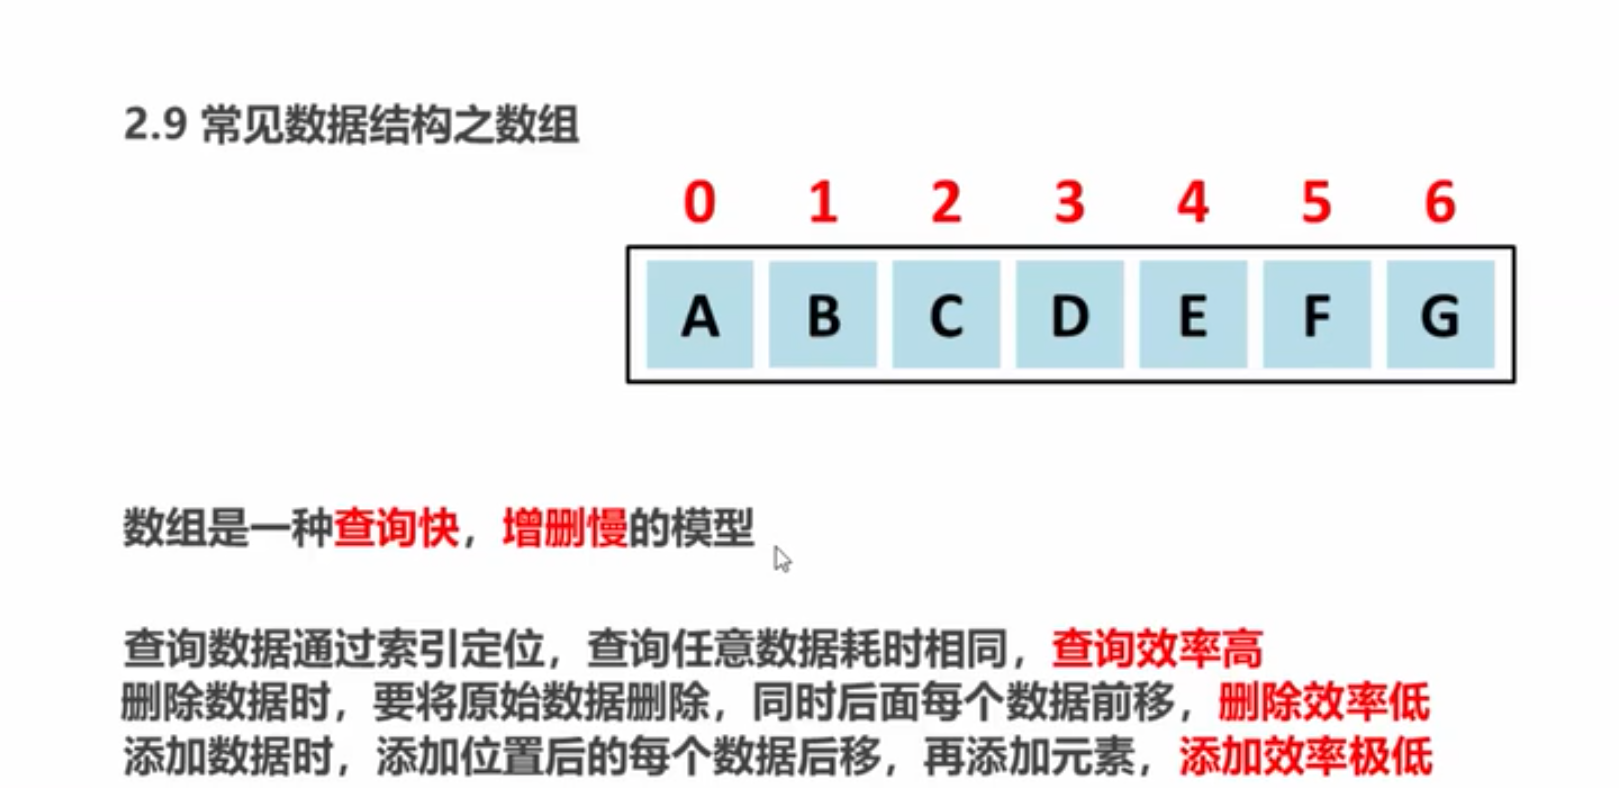 2.9 常见数据结构之数组
0 1 2 3 4 5 6
A B C D E F G
数组是一种查询快，增删慢的模型
查询数据通过索引定位，查询任意数据耗时相同，查询效率高
删除数据时，要将原始数据删除，同时后面每个数据前移，删除效率低
添加数据时，添加位置后的每个数据后移，再添加元素，添加效率极低